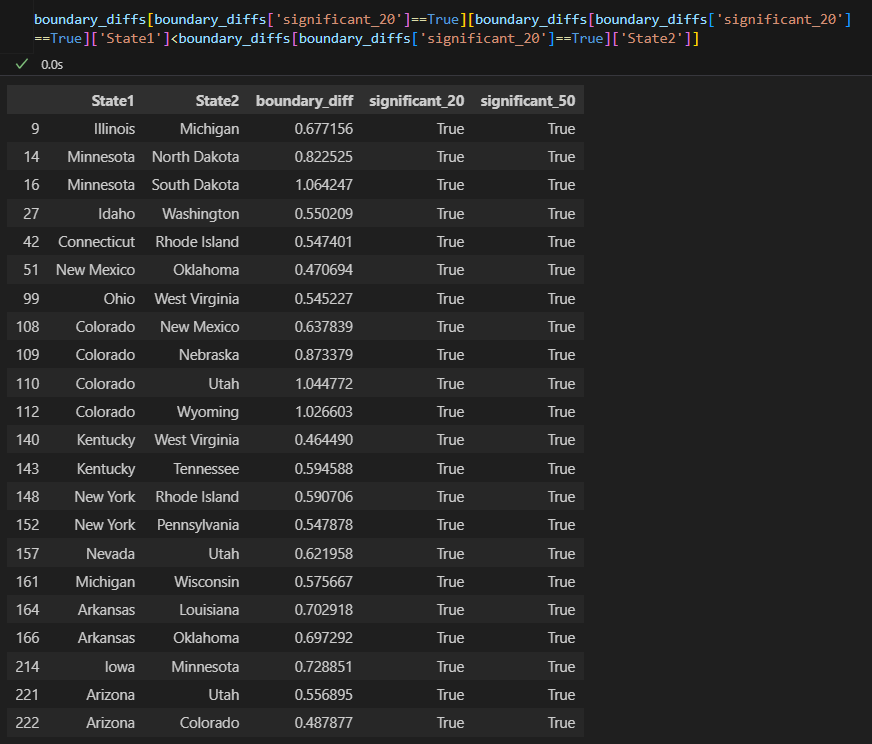 boundary_diffs[boundary_diffs['significant_20']==True][boundary_diffs[boundary_diffs['significant_20']
==True]['State1']<boundary_diffs[boundary_diffs['significant_20']==True]['State2']]
✓ 0.0s
State1 State2 boundary_diff significant_20 significant_50
9 Illinois Michigan 0.677156 True True
14 Minnesota North Dakota 0.822525 True True
16 Minnesota South Dakota 1.064247 True True
27 Idaho Washington 0.550209 True True
42 Connecticut Rhode Island 0.547401 True True
51 New Mexico Oklahoma 0.470694 True True
99 Ohio West Virginia 0.545227 True True
108 Colorado New Mexico 0.637839 True True
109 Colorado Nebraska 0.873379 True True
110 Colorado Utah 1.044772 True True
112 Colorado Wyoming 1.026603 True True
140 Kentucky West Virginia 0.464490 True True
143 Kentucky Tennessee 0.594588 True True
148 New York Rhode Island 0.590706 True True
152 New York Pennsylvania 0.547878 True True
157 Nevada Utah 0.621958 True True
161 Michigan Wisconsin 0.575667 True True
164 Arkansas Louisiana 0.702918 True True
166 Arkansas Oklahoma 0.697292 True True
214 Iowa Minnesota 0.728851 True True
221 Arizona Utah 0.556895 True True
222 Arizona Colorado 0.487877 True True